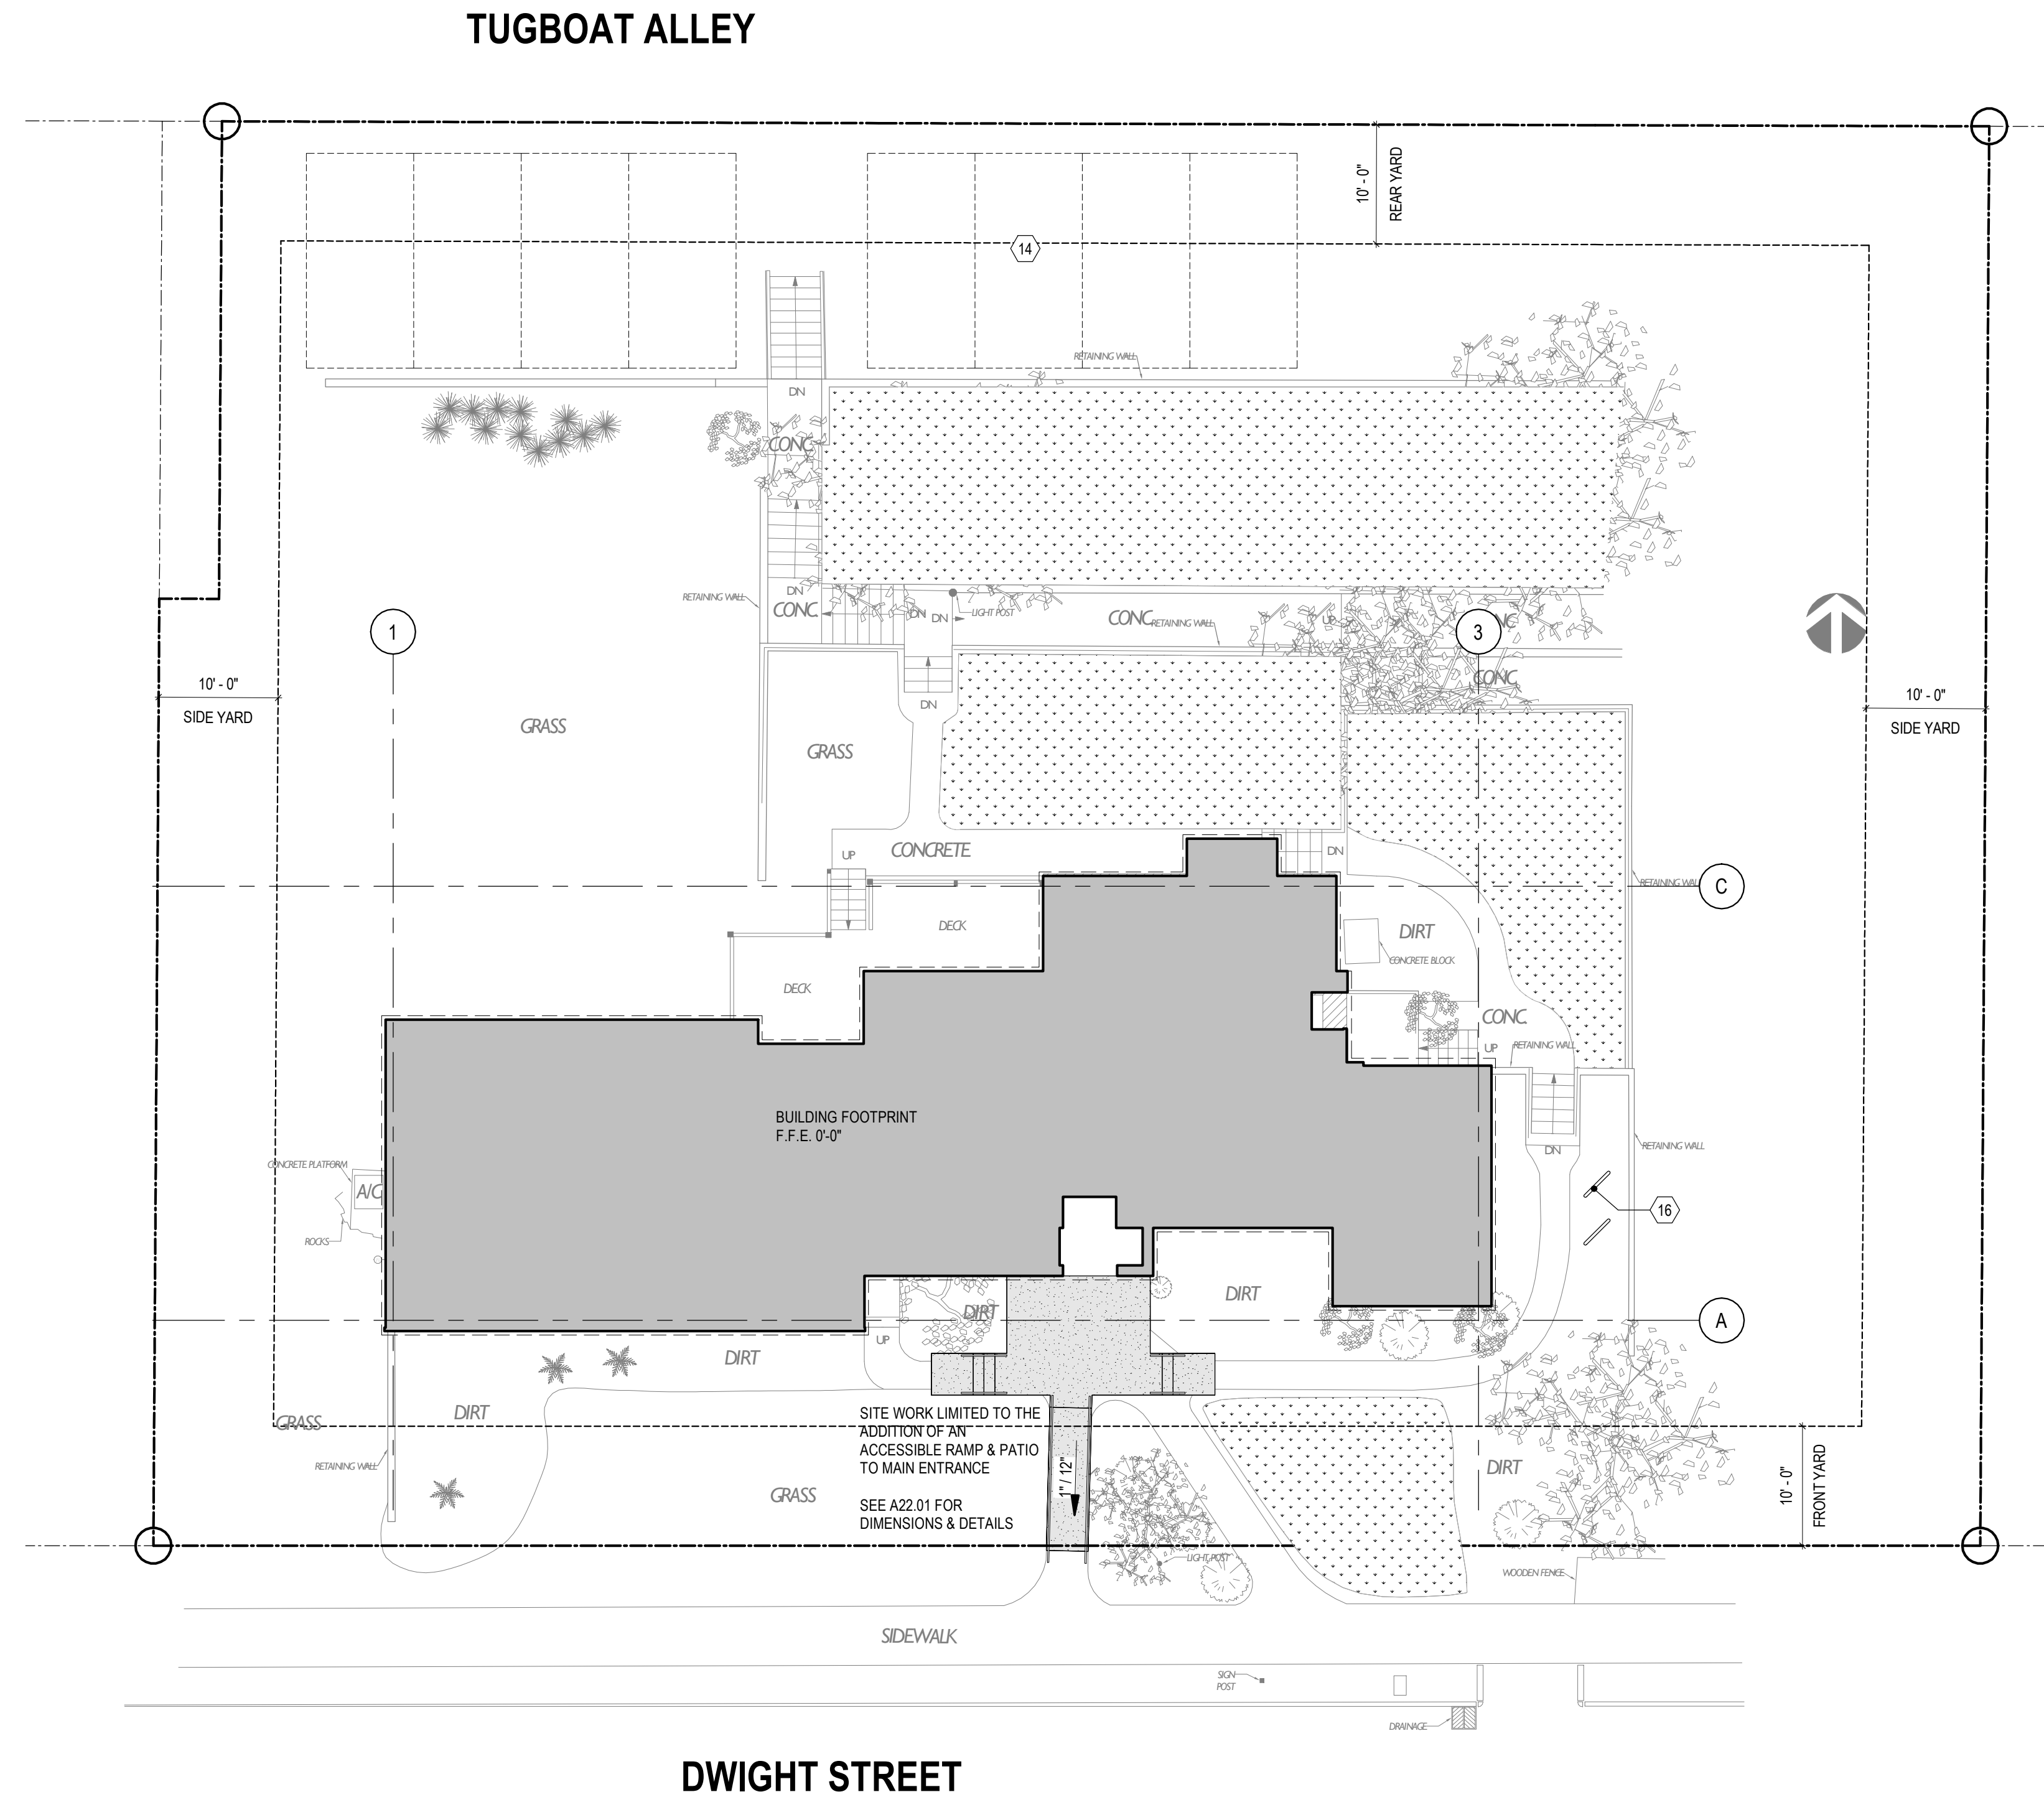 TUGBOAT ALLEY
10' - 0"
REAR YARD
14
RETAINING WALL
DN
CONC.
DN
CONC.
RETAINING WALL
DN
DN
LIGHT POST
CONC.
RETAINING WALL
UP
1
3
NC
CONC.
10' - 0"
SIDE YARD
10' - 0"
SIDE YARD
GRASS
GRASS
DN
UP
CONCRETE
DN
RETAINING WALL
C
DECK
DIRT
CONCRETE BLOCK
DECK
CONC.
UP
RETAINING WALL
BUILDING FOOTPRINT
F.F.E. 0'-0"
DN
RETAINING WALL
CONCRETE PLATFORM
A/C
16
ROCKS
DIRT
DIRT
A
UP
DIRT
DIRT
GRASS
SITE WORK LIMITED TO THE
ADDITION OF AN
ACCESSIBLE RAMP & PATIO
TO MAIN ENTRANCE
SEE A22.01 FOR
DIMENSIONS & DETAILS
1" / 12"
RETAINING WALL
GRASS
DIRT
10' - 0"
FRONT YARD
LIGHT POST
WOODEN FENCE
SIDEWALK
SIGN
POST
DRAINAGE
DWIGHT STREET